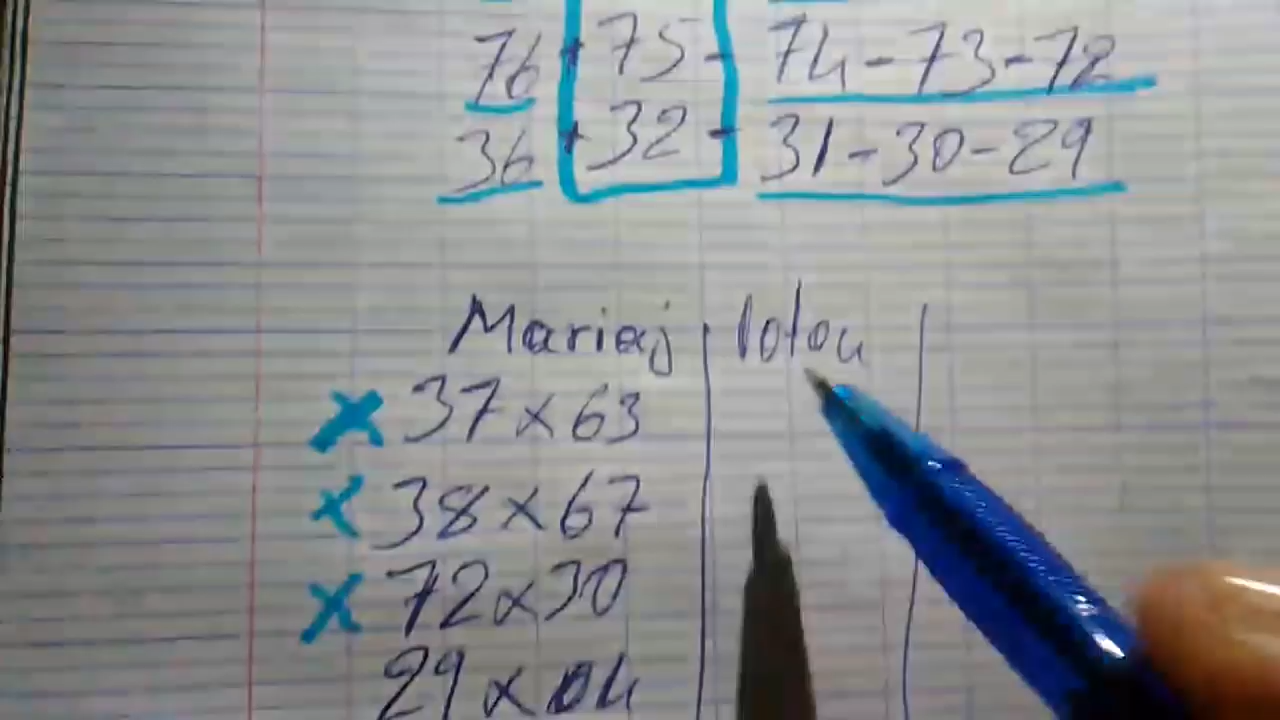 76 + 75 - 74-73-72
36 + 32 - 31-30-29
Mariaj lotou
x 37x63
x 38x67
x 72x30
29x04